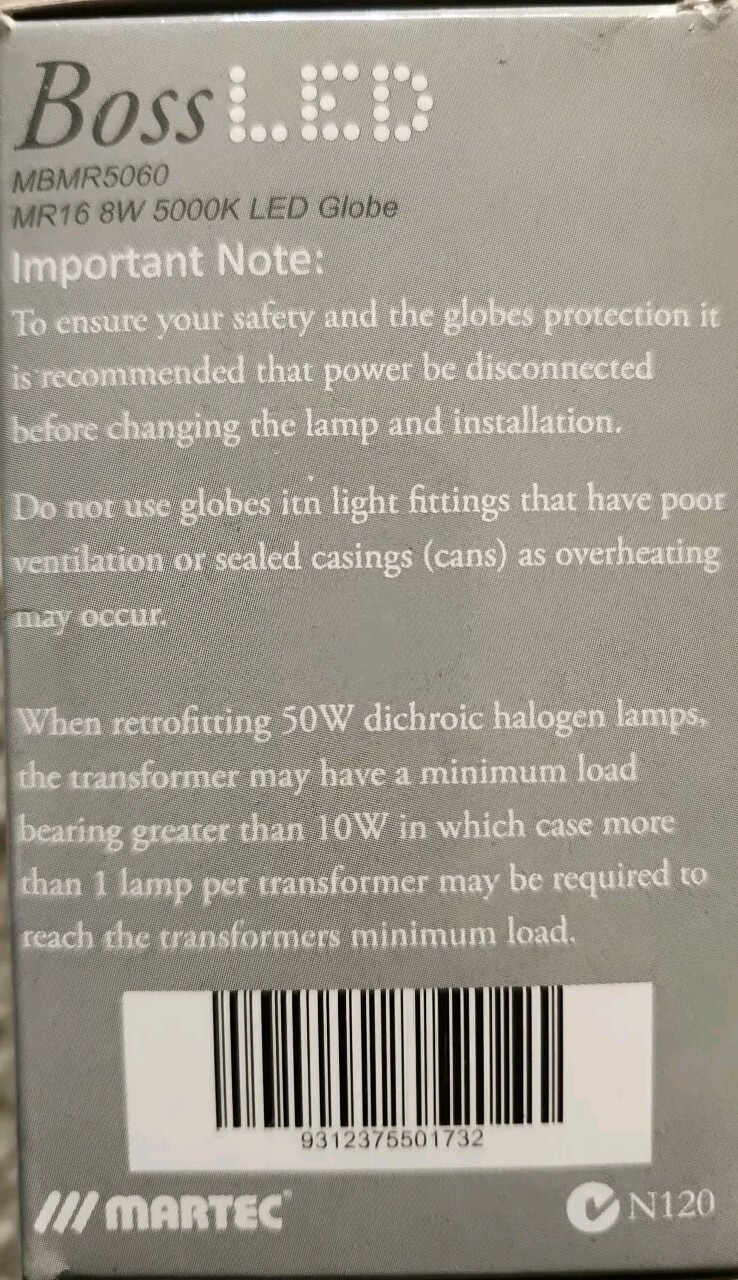 Boss LED
MBMR5060
MR16 8W 5000K LED Globe
Important Note:
To ensure your safety and the globes protection it
is recommended that power be disconnected
before changing the lamp and installation.
Do not use globes itn light fittings that have poor
ventilation or sealed casings (cans) as overheating
may occur.
When retrofitting 50W dichroic halogen lamps,
the transformer may have a minimum load
bearing greater than 10W in which case more
than 1 lamp per transformer may be required to
reach the transformers minimum load.
9312375501732
MARTEC® N120